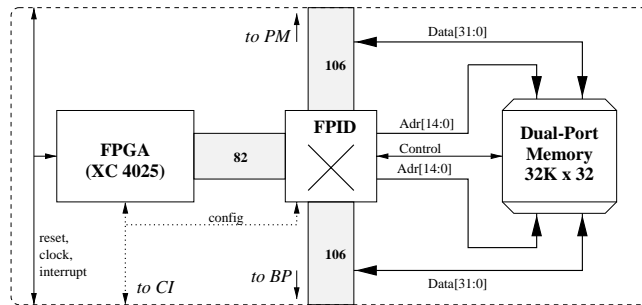 to PM
Data[31:0]
106
Adr[14:0]
FPID
FPGA
(XC 4025)
82
Control
Dual-Port
Memory
32K x 32
Adr[14:0]
config
reset,
clock,
interrupt
106
to CI
to BP
Data[31:0]